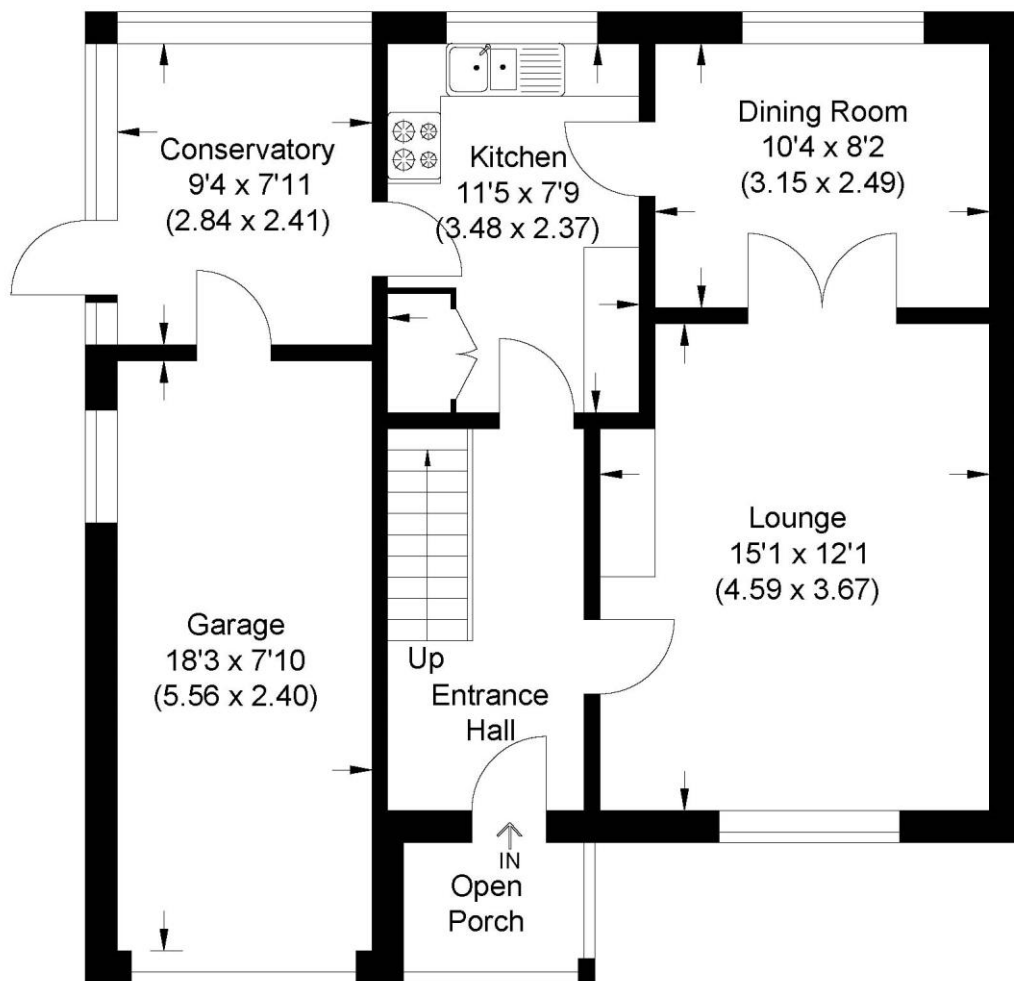 Conservatory
9'4 x 7'11
(2.84 x 2.41)
Kitchen
11'5 x 7'9
(3.48 x 2.37)
Dining Room
10'4 x 8'2
(3.15 x 2.49)
Lounge
15'1 x 12'1
(4.59 x 3.67)
Garage
18'3 x 7'10
(5.56 x 2.40)
Up
Entrance
Hall
IN
Open
Porch